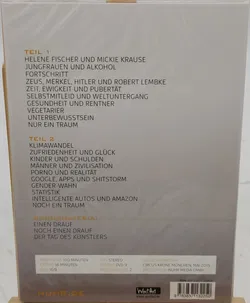 TEIL 1
HELENE FISCHER UND MICKIE KRAUSE
JUNGFRAUEN UND ALKOHOL
FORTSCHRITT
ZEUS, MERKEL, HITLER UND ROBERT LEMBKE
ZEIT, EWIGKEIT UND PUBERTÄT
SELBSTMITLEID UND WELTUNTERGANG
GESUNDHEIT UND RENTNER
VEGETARIER
UNTERBEWUSSTSEIN
NUR EIN TRAUM
TEIL 2
KLIMAWANDEL
ZUFRIEDENHEIT UND GLÜCK
KINDER UND SCHULDEN
MÄNNER UND ZIVILISATION
PORNO UND REALITÄT
GOOGLE, APPS UND SHITSTORM
GENDER WAHN
STATISTIK
INTELLIGENTE AUTOS UND AMAZON
NOCH EIN TRAUM
EINEN DRAUF
NOCH EINEN DRAUF
DER TAG DES KÜNSTLERS